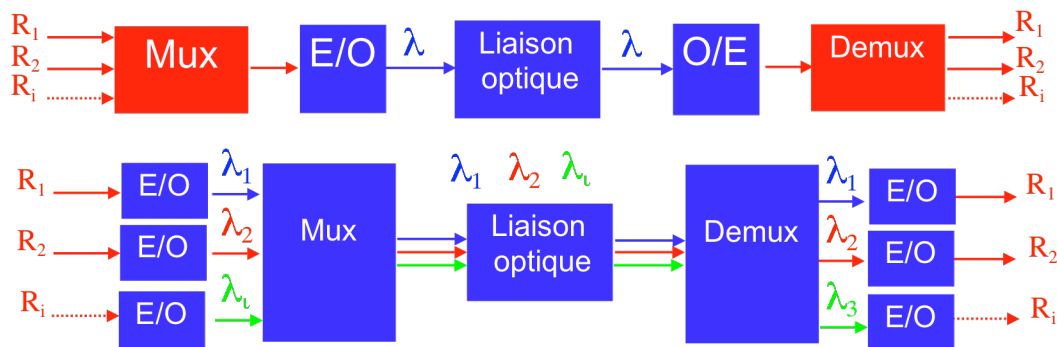 R1
R2
Ri
Mux
E/O
λ
Liaison
optique
λ
O/E
Demux
R1
R2
Ri
R1
R2
Ri
E/O
E/O
E/O
λ1
λ2
λι
Mux
λ1 λ2 λι
Liaison
optique
Demux
λ1
λ2
λ3
E/O
E/O
E/O
R1
R2
Ri